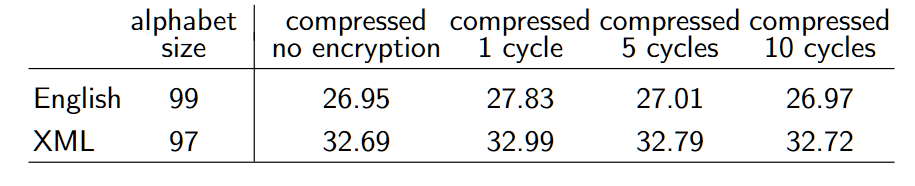 alphabet compressed compressed compressed compressed
size no encryption 1 cycle 5 cycles 10 cycles
English 99 26.95 27.83 27.01 26.97
XML 97 32.69 32.99 32.79 32.72